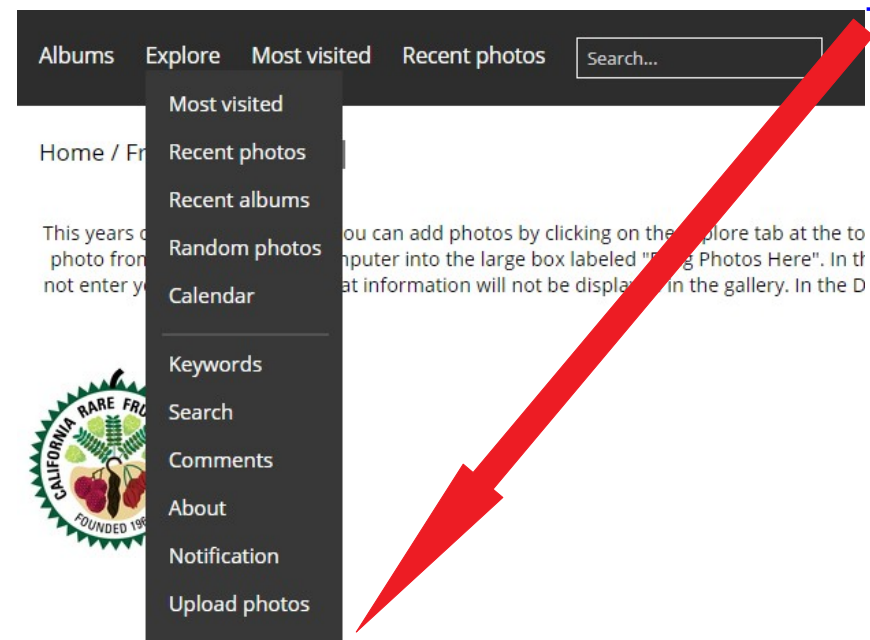 Albums Explore Most visited Recent photos Search...
Most visited
Home / Fr
Recent photos
Recent albums
This years ou can add photos by clicking on the plore tab at the to
Random photos
photo from nputer into the large box labeled " Photos Here". In th
Calendar
not enter y at information will not be display in the gallery. In the D
Keywords
Search
Comments
About
Notification
Upload photos
CALIFORNIA RARE FRU
FOUNDED 196